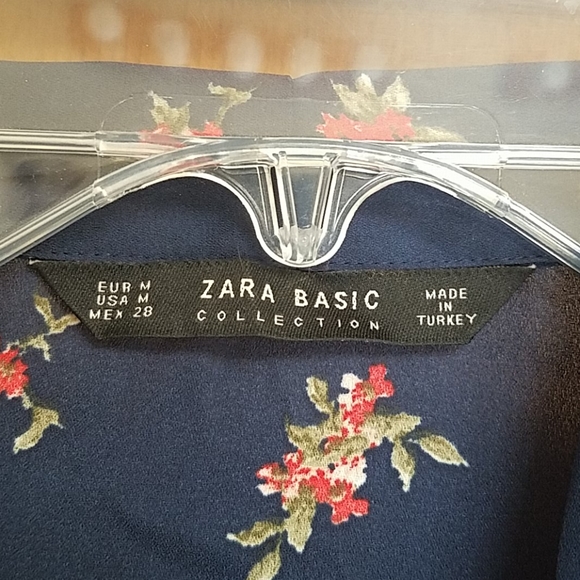 EUR M
USA M
MEX 28
ZARA BASIC
COLLECTION
MADE
IN
TURKEY